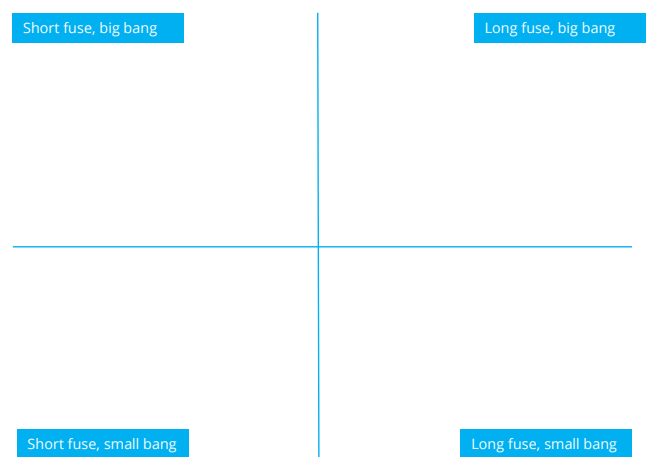 Short fuse, big bang
Long fuse, big bang
Short fuse, small bang
Long fuse, small bang